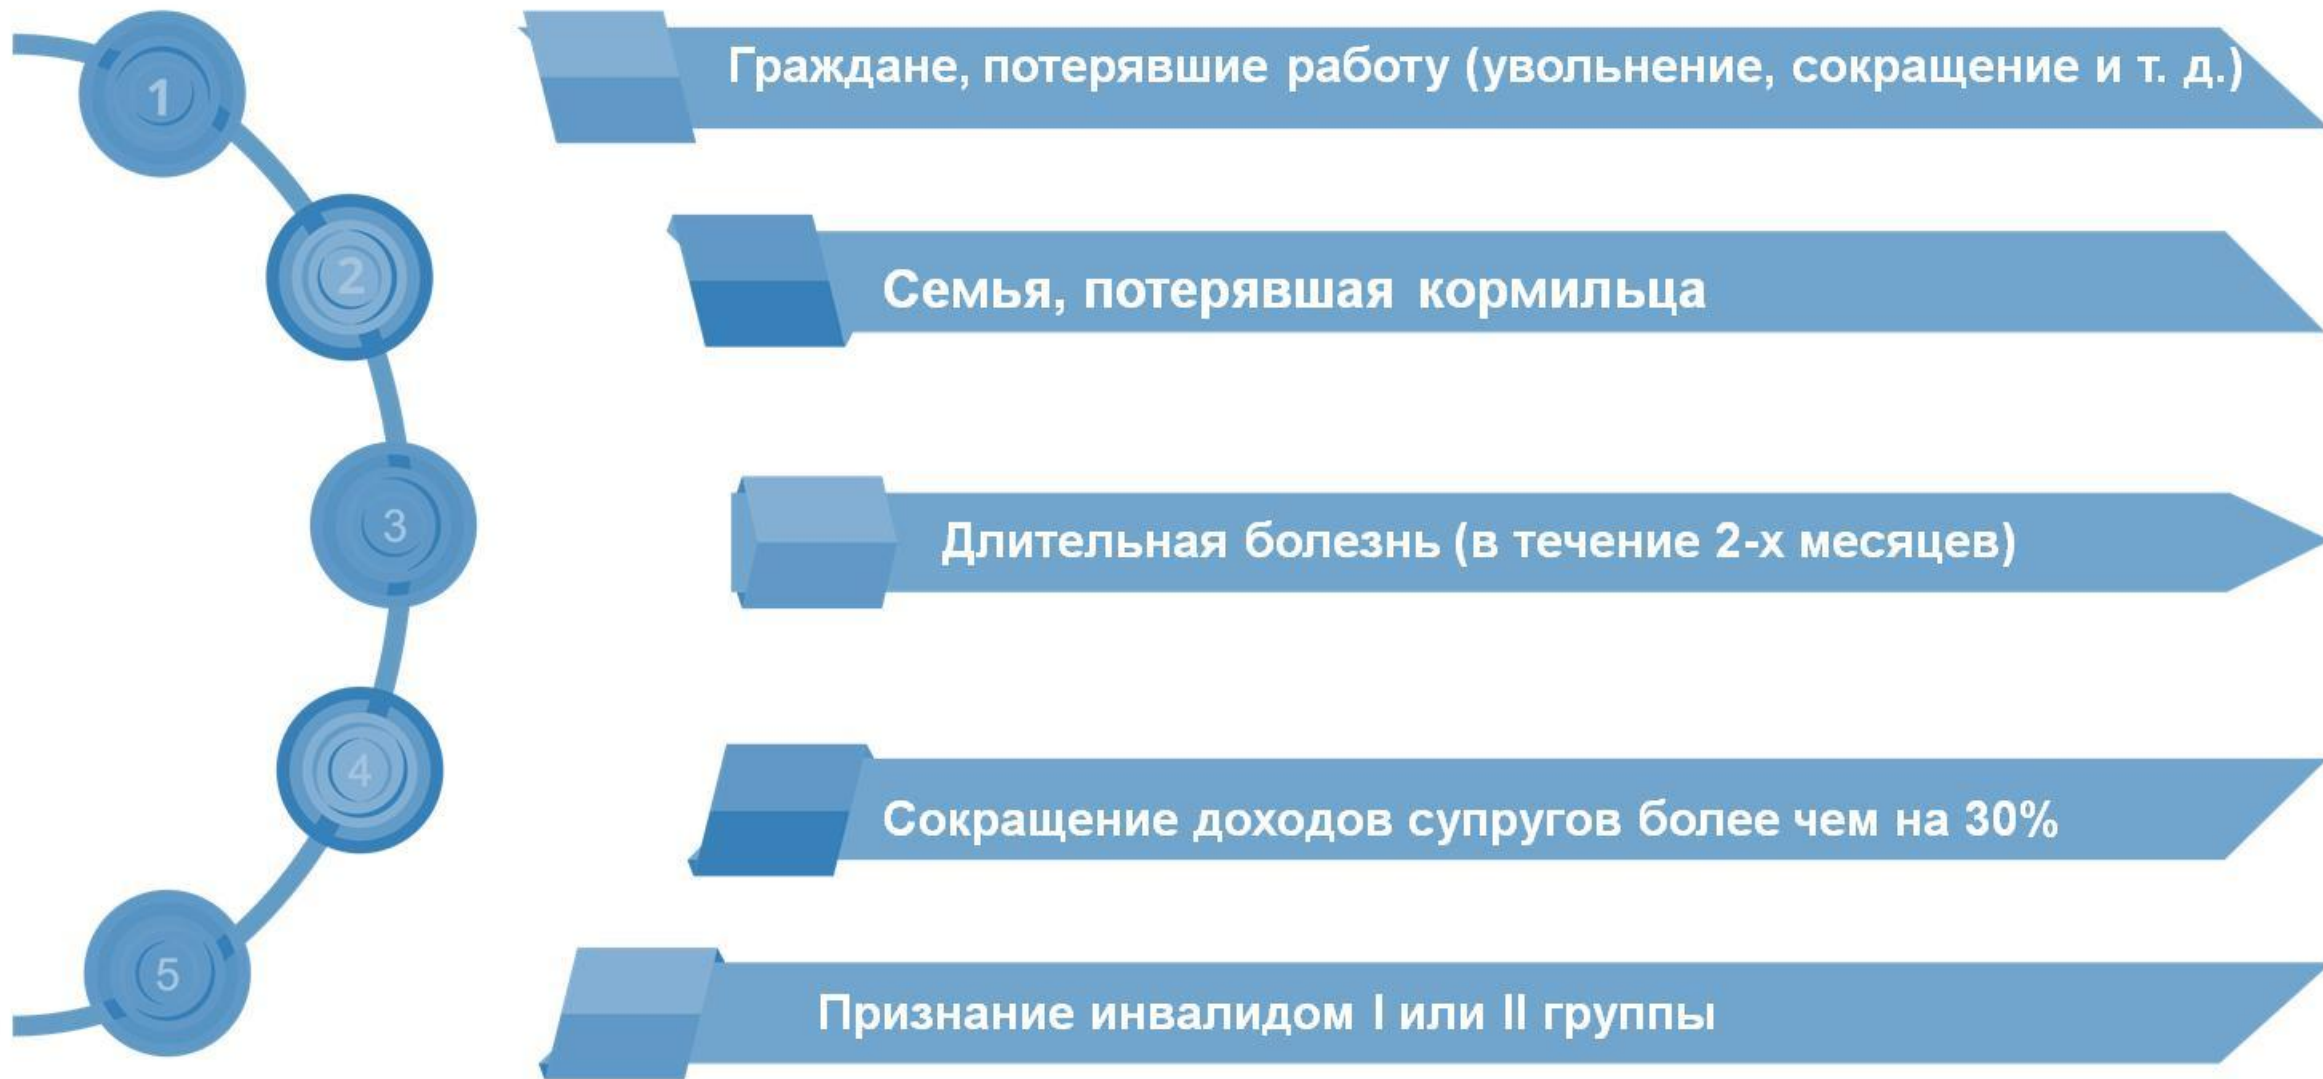 1
Граждане, потерявшие работу (увольнение, сокращение и т. д.)
2
Семья, потерявшая кормильца
3
Длительная болезнь (в течение 2-х месяцев)
4
Сокращение доходов супругов более чем на 30%
5
Признание инвалидом I или II группы